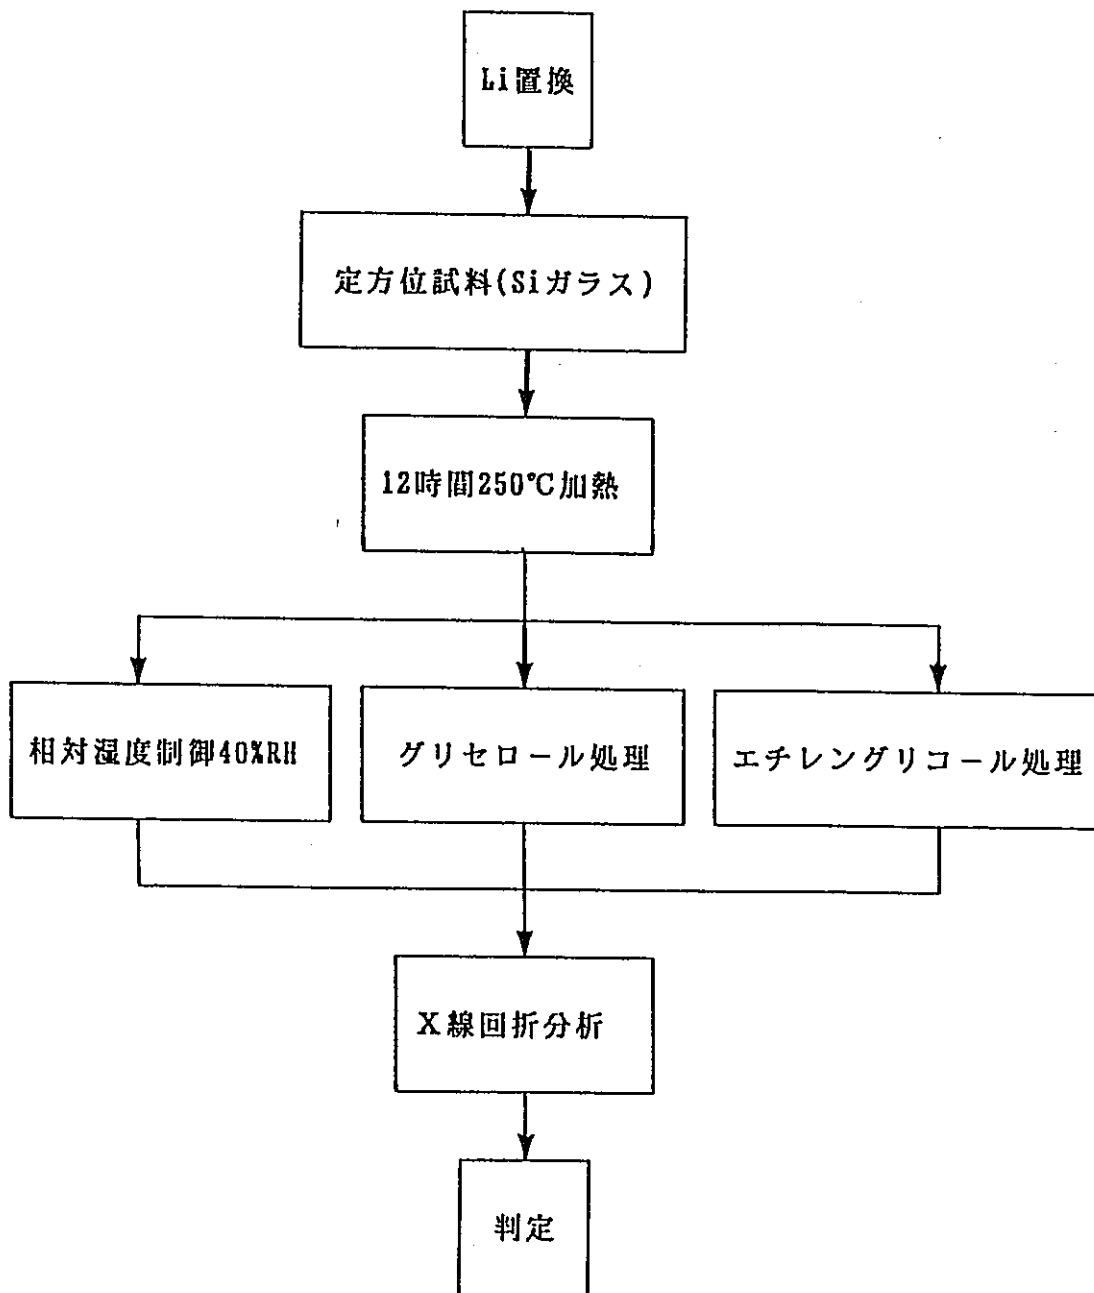 Li置換
定方位試料(Siガラス)
12時間250℃加熱
相対湿度制御40%RH
グリセロール処理
エチレングリコール処理
X線回折分析
判定